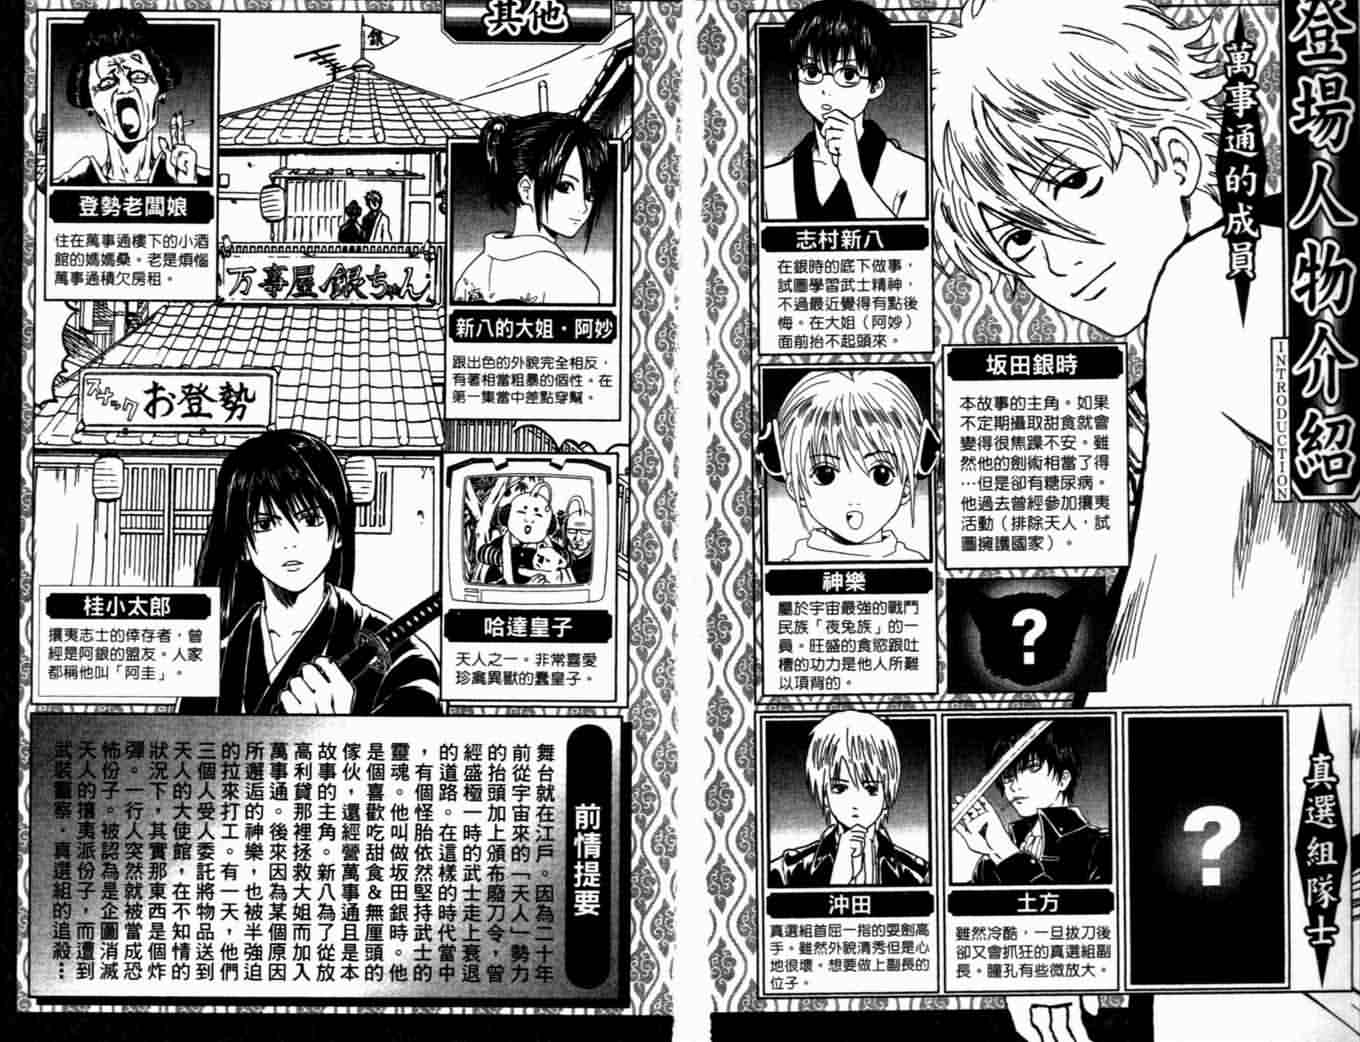 登場人物介紹
INTRODUCTION
萬事通的成員
坂田銀時
本故事的主角。如果
不定期攝取甜食就會
變得很焦躁不安。雖
然他的劍術相當了得
…但是卻有糖尿病。
他過去曾經參加攘夷
活動（排除天人，試
圖擁護國家）。
志村新八
在銀時的底下做事，
試圖學習武士精神，
不過最近覺得有點後
悔。在大姐（阿妙）
面前抬不起頭來。
神樂
屬於宇宙最強的戰鬥
民族「夜兔族」的一
員。旺盛的食慾跟吐
槽的功力是他人所難
以項背的。
?
真選組隊士
?
土方
雖然冷酷，一旦拔刀後
卻又會抓狂的真選組副
長。瞳孔有些微放大。
沖田
真選組首屈一指的耍劍高
手。雖然外貌清秀但是心
地很壞。想要做上副長的
位子。
其他
銀
登勢老闆娘
住在萬事通樓下的小酒
館的媽媽桑。老是煩惱
萬事通積欠房租。
新八的大姐・阿妙
跟出色的外貌完全相反，
有著相當粗暴的個性。在
第一集當中差點穿幫。
万事屋銀ちゃん
スナック
お登勢
桂小太郎
攘夷志士的倖存者，曾
經是阿銀的盟友。人家
都稱他叫「阿圭」。
哈達皇子
天人之一。非常喜愛
珍禽異獸的蠢皇子。
前情提要
舞台就在江戶。因為二十年
前從宇宙來的「天人」勢力
的抬頭加上頒布廢刀令，曾
經盛極一時的武士走上衰退
的道路。在這樣的時代當中
，有個怪胎依然堅持武士的
靈魂。他叫做坂田銀時。他
是個喜歡吃甜食＆無厘頭的
傢伙，還經營萬事通且是本
故事的主角。新八為了從放
高利貸那裡拯救大姐而加入
萬事通。後來因為某個原因
所邂逅的神樂，也被半強迫
的拉來打工。有一天，他們
三個人受人委託將物品送到
天人的大使館，在不知情的
狀況下，其實那東西是個炸
彈。一行人突然就被當成恐
怖份子。被認為是企圖消滅
天人的攘夷派份子，而遭到
武裝警察・真選組的追殺…